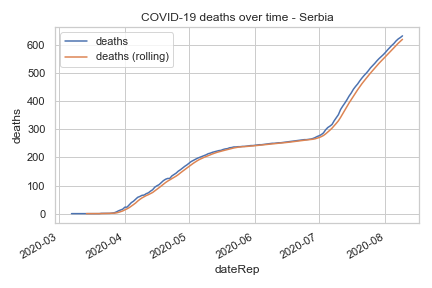 COVID-19 deaths over time - Serbia
deaths
deaths (rolling)
600
500
400
300
200
100
0
deaths
2020-03
2020-04
2020-05
2020-06
2020-07
2020-08
dateRep